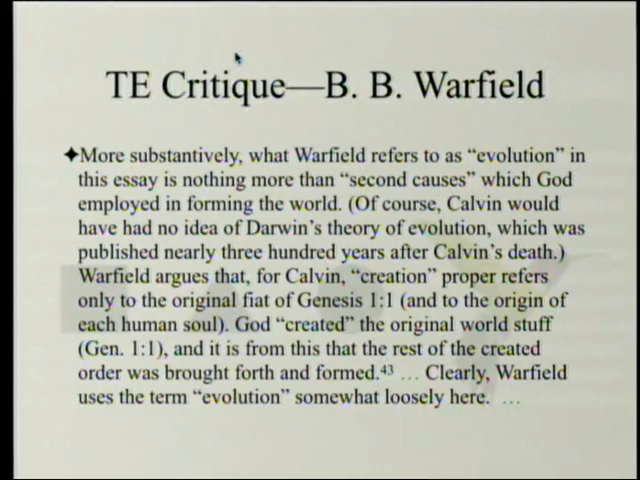 TE Critique—B. B. Warfield
✦More substantively, what Warfield refers to as “evolution” in
this essay is nothing more than “second causes” which God
employed in forming the world. (Of course, Calvin would
have had no idea of Darwin’s theory of evolution, which was
published nearly three hundred years after Calvin’s death.)
Warfield argues that, for Calvin, “creation” proper refers
only to the original fiat of Genesis 1:1 (and to the origin of
each human soul). God “created” the original world stuff
(Gen. 1:1), and it is from this that the rest of the created
order was brought forth and formed.⁴³ … Clearly, Warfield
uses the term “evolution” somewhat loosely here. …